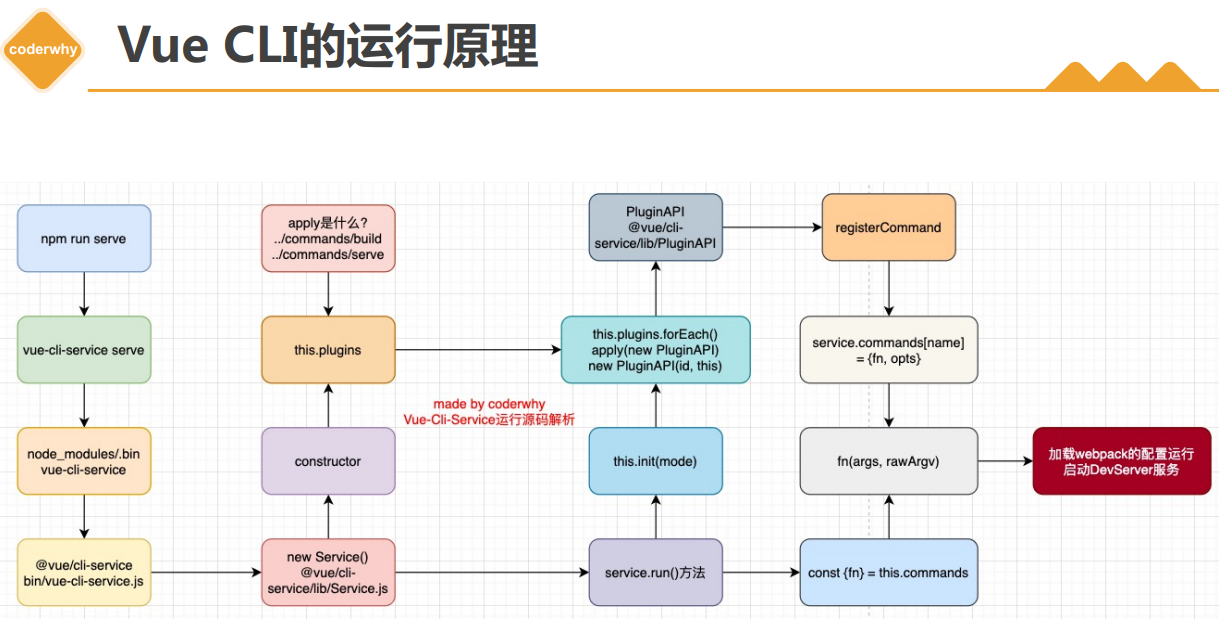 coderwhy
Vue CLI的运行原理
npm run serve
vue-cli-service serve
node_modules/.bin
vue-cli-service
@vue/cli-service
bin/vue-cli-service.js
apply是什么?
../commands/build
../commands/serve
this.plugins
constructor
new Service()
@vue/cli-
service/lib/Service.js
made by coderwhy
Vue-Cli-Service运行源码解析
PluginAPI
@vue/cli-
service/lib/PluginAPI
this.plugins.forEach()
apply(new PluginAPI)
new PluginAPI(id, this)
this.init(mode)
service.run()方法
registerCommand
service.commands[name]
= {fn, opts}
fn(args, rawArgv)
const {fn} = this.commands
加载webpack的配置运行
启动DevServer服务